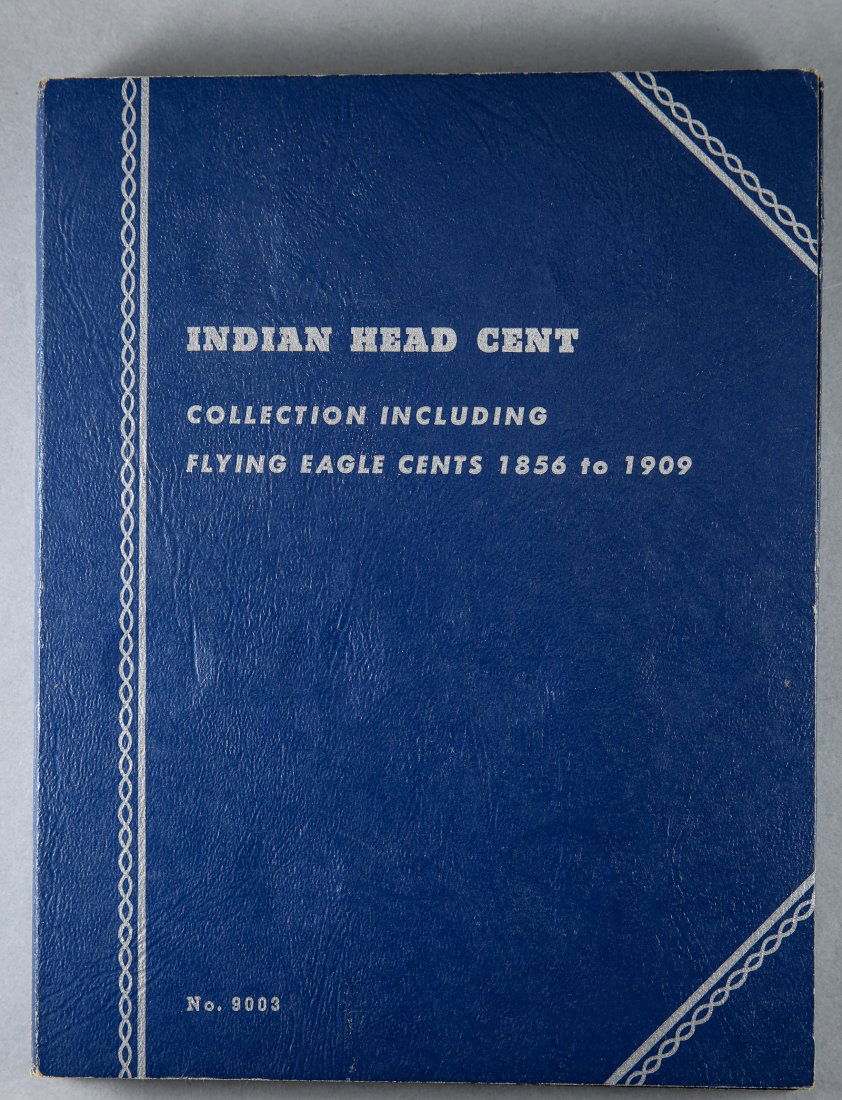 INDIAN HEAD CENT
COLLECTION INCLUDING
FLYING EAGLE CENTS 1856 to 1909
No. 9003